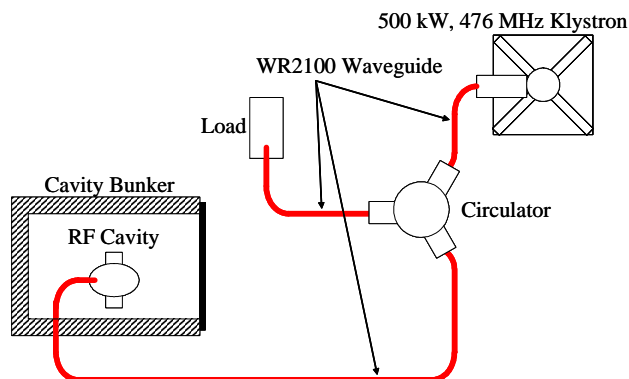 500 kW, 476 MHz Klystron
WR2100 Waveguide
Load
Cavity Bunker
Circulator
RF Cavity